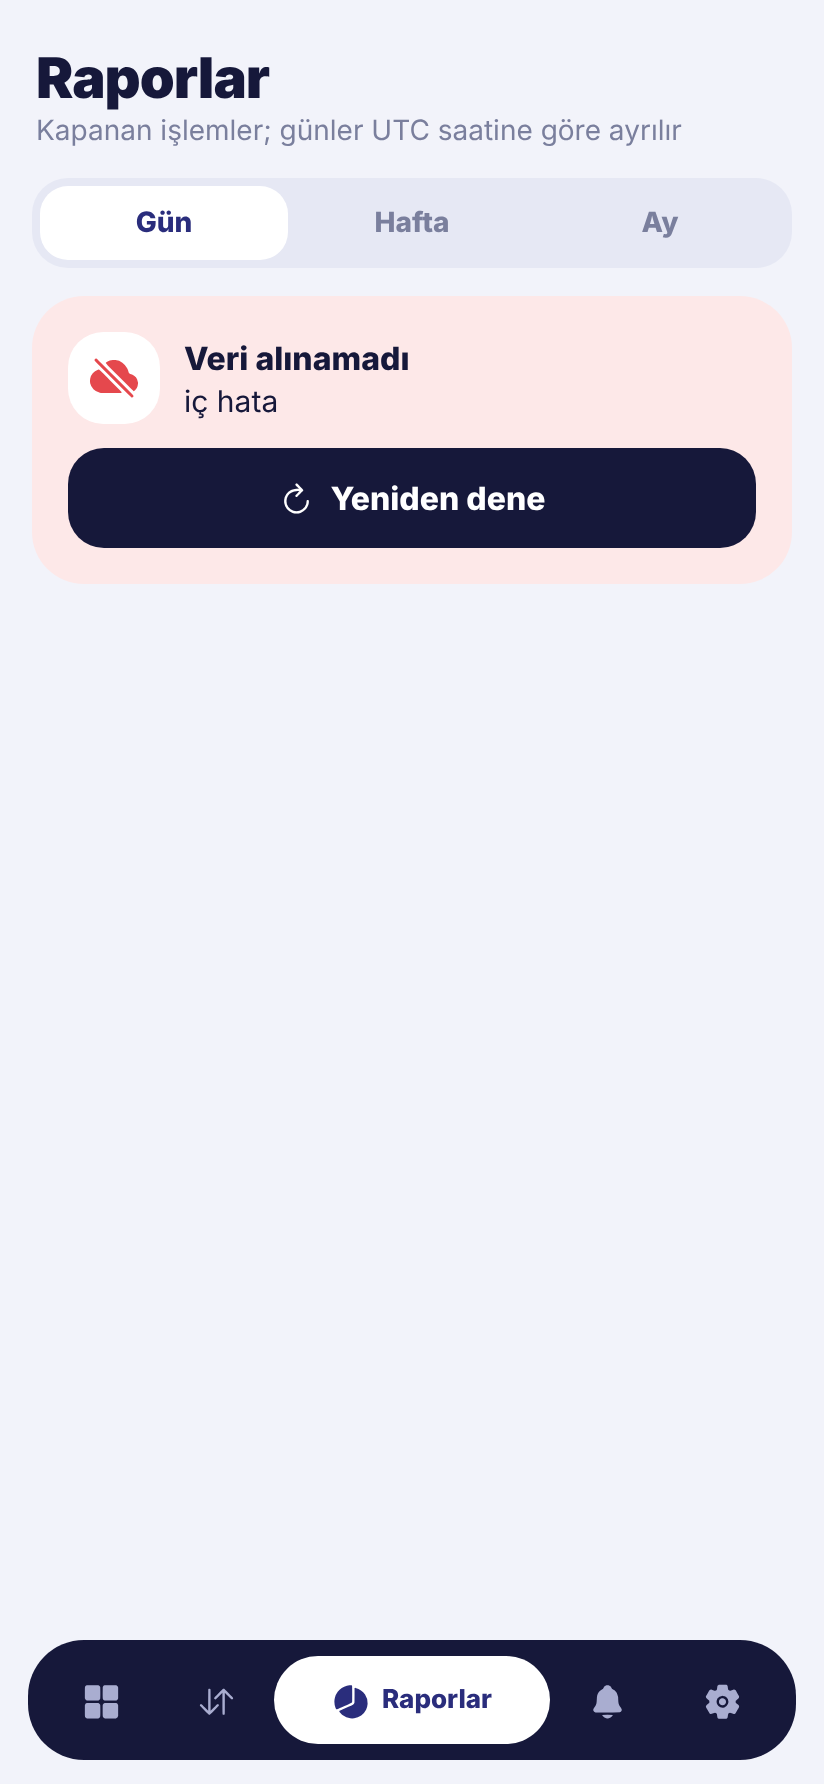 Raporlar
Kapanan işlemler; günler UTC saatine göre ayrılır
Gün
Hafta
Ay
Veri alınamadı
iç hata
Yeniden dene
Raporlar